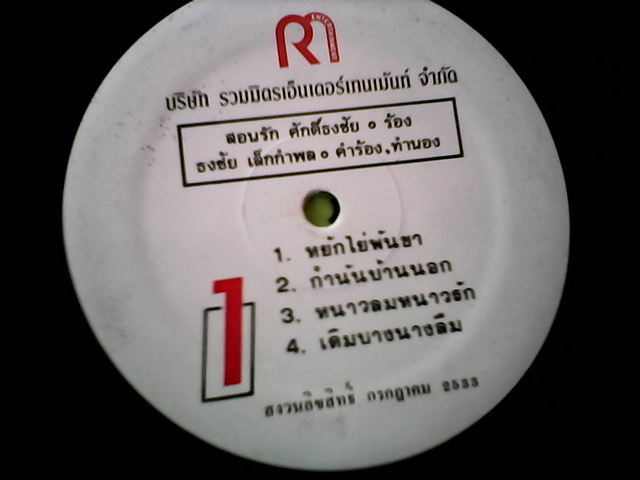 ENTERTAINMENT
บริษัท รวมมิตรเอ็นเตอร์เทนเม้นท์ จำกัด
สอนรัก ศักดิ์ธงชัย ๐ ร้อง
ธงชัย เล็กกำพล ๐ คำร้อง,ทำนอง
1. หยักไย่พันขา
2. กำนันบ้านนอก
3. หนาวลมหนาวรัก
4. เดิมบางนางลืม
1
สงวนลิขสิทธิ์ กรกฎาคม 2533